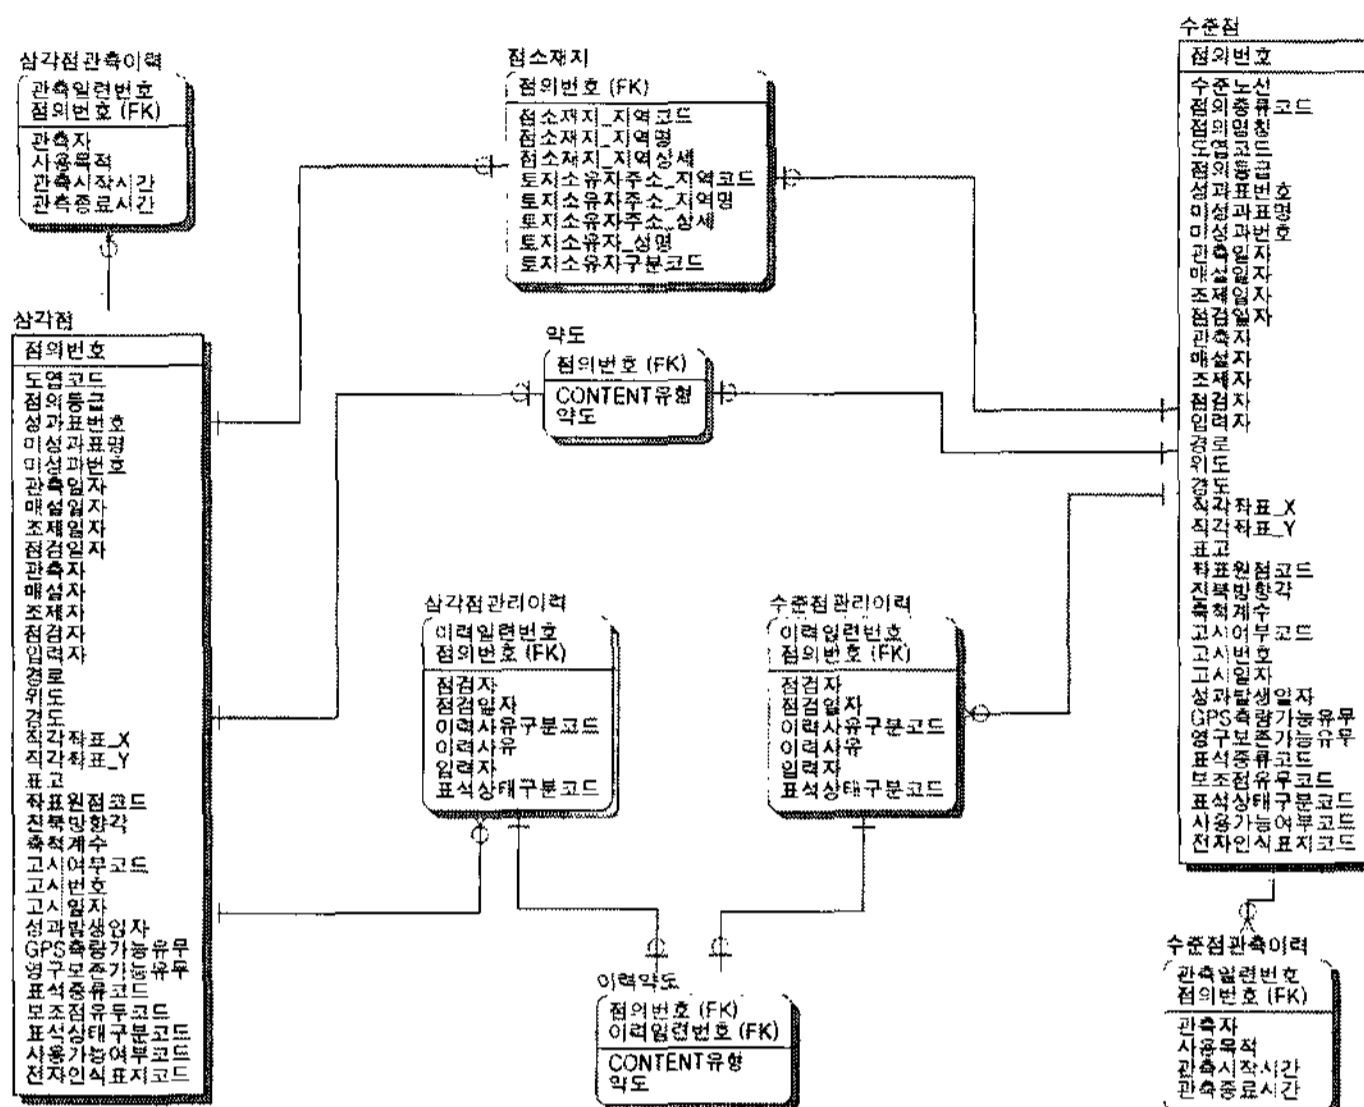 삼각점관측이력
관측일련번호
점의번호 (FK)
관측자
사용목적
관측시작시간
관측종료시간
점소재지
점의번호 (FK)
점소재지_지역코드
점소재지_지역명
점소재지_지역상세
토지소유자주소_지역코드
토지소유자주소_지역명
토지소유자주소_상세
토지소유자_성명
토지소유자구분코드
수준점
점의번호
수준노선
점의종류코드
점의명칭
도엽코드
점의등급
성과표번호
미성과표명
미성과번호
관측일자
매설일자
조제일자
점검일자
관측자
매설자
조제자
점검자
입력자
경로
위도
경도
직각좌표_X
직각좌표_Y
표고
좌표원점코드
진북방향각
축척계수
고시여부코드
고시번호
고시일자
성과발생일자
GPS측량가능유무
영구보존가능유무
표석종류코드
보조점유무코드
표석상태구분코드
사용가능여부코드
전자인식표지코드
삼각점
점의번호
도엽코드
점의등급
성과표번호
미성과표명
미성과번호
관측일자
매설일자
조제일자
점검일자
관측자
매설자
조제자
점검자
입력자
경로
위도
경도
직각좌표_X
직각좌표_Y
표고
좌표원점코드
진북방향각
축척계수
고시여부코드
고시번호
고시일자
성과발생일자
GPS측량가능유무
영구보존가능유무
표석종류코드
보조점유무코드
표석상태구분코드
사용가능여부코드
전자인식표지코드
약도
점의번호 (FK)
CONTENT유형
약도
삼각점관리이력
이력일련번호
점의번호 (FK)
점검자
점검일자
이력사유구분코드
이력사유
입력자
표석상태구분코드
수준점관리이력
이력일련번호
점의번호 (FK)
점검자
점검일자
이력사유구분코드
이력사유
입력자
표석상태구분코드
이력약도
점의번호 (FK)
이력일련번호 (FK)
CONTENT유형
약도
수준점관측이력
관측일련번호
점의번호 (FK)
관측자
사용목적
관측시작시간
관측종료시간